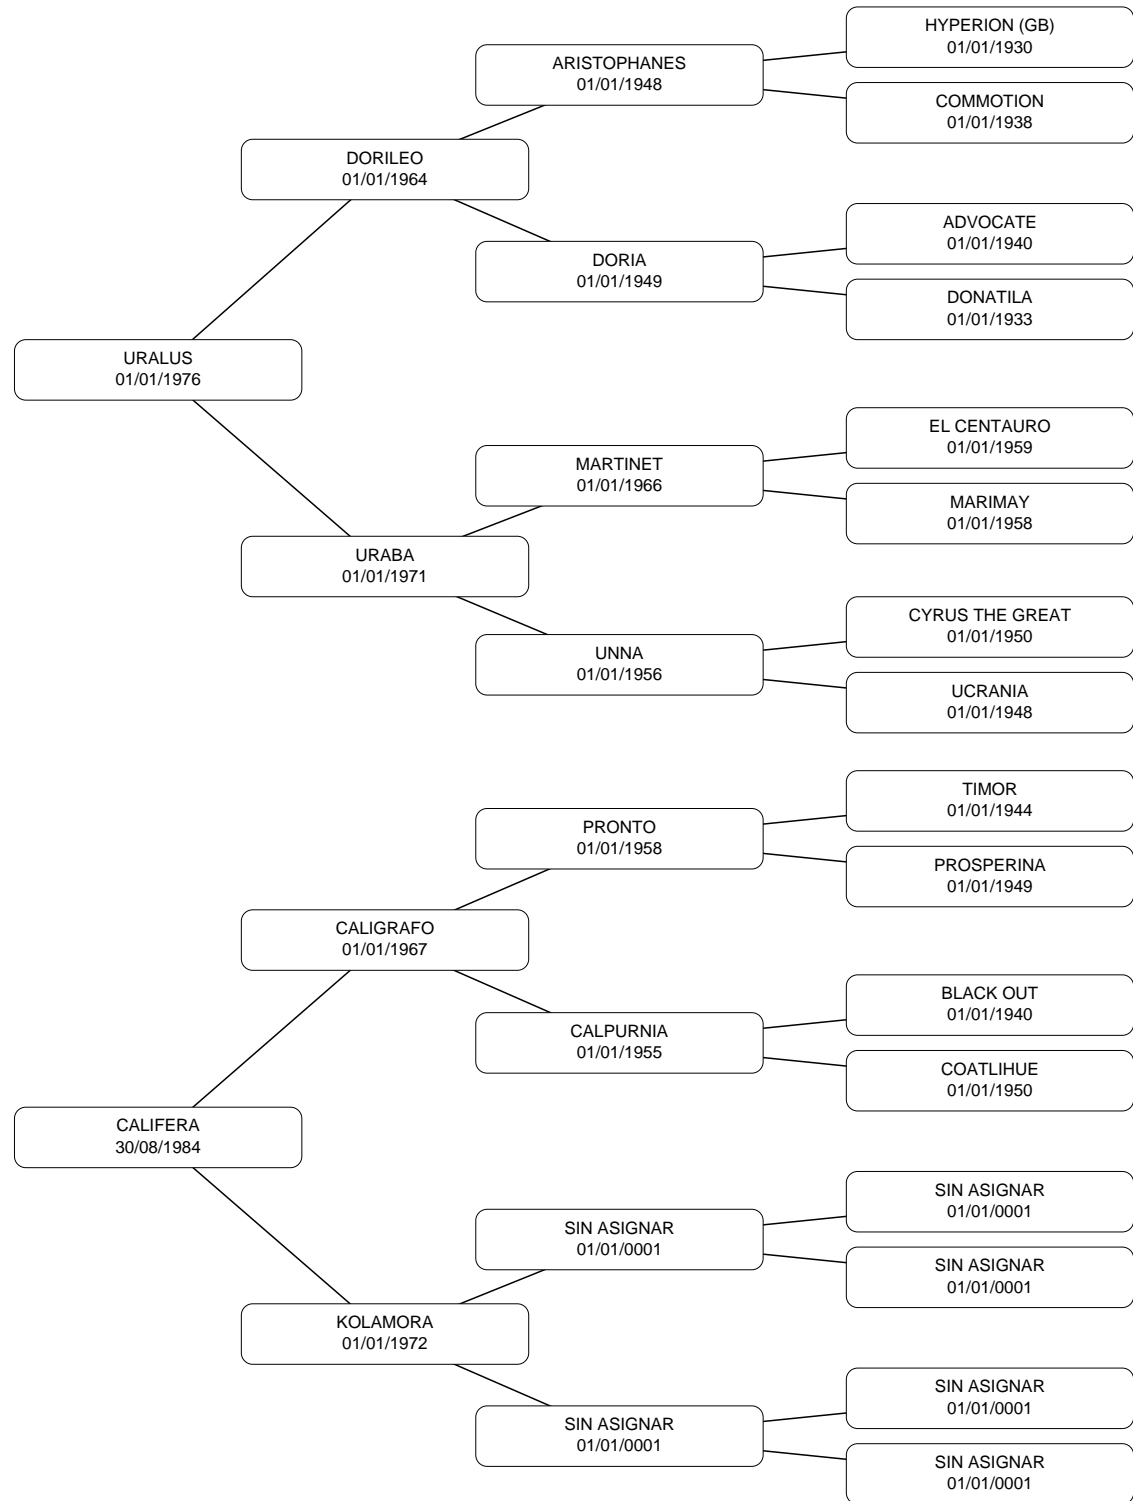 HYPERION (GB)
01/01/1930
ARISTOPHANES
01/01/1948
COMMOTION
01/01/1938
DORILEO
01/01/1964
ADVOCATE
01/01/1940
DORIA
01/01/1949
DONATILA
01/01/1933
URALUS
01/01/1976
EL CENTAURO
01/01/1959
MARTINET
01/01/1966
MARIMAY
01/01/1958
URABA
01/01/1971
CYRUS THE GREAT
01/01/1950
UNNA
01/01/1956
UCRANIA
01/01/1948
TIMOR
01/01/1944
PRONTO
01/01/1958
PROSPERINA
01/01/1949
CALIGRAFO
01/01/1967
BLACK OUT
01/01/1940
CALPURNIA
01/01/1955
COATLIHUE
01/01/1950
CALIFERA
30/08/1984
SIN ASIGNAR
01/01/0001
SIN ASIGNAR
01/01/0001
SIN ASIGNAR
01/01/0001
KOLAMORA
01/01/1972
SIN ASIGNAR
01/01/0001
SIN ASIGNAR
01/01/0001
SIN ASIGNAR
01/01/0001